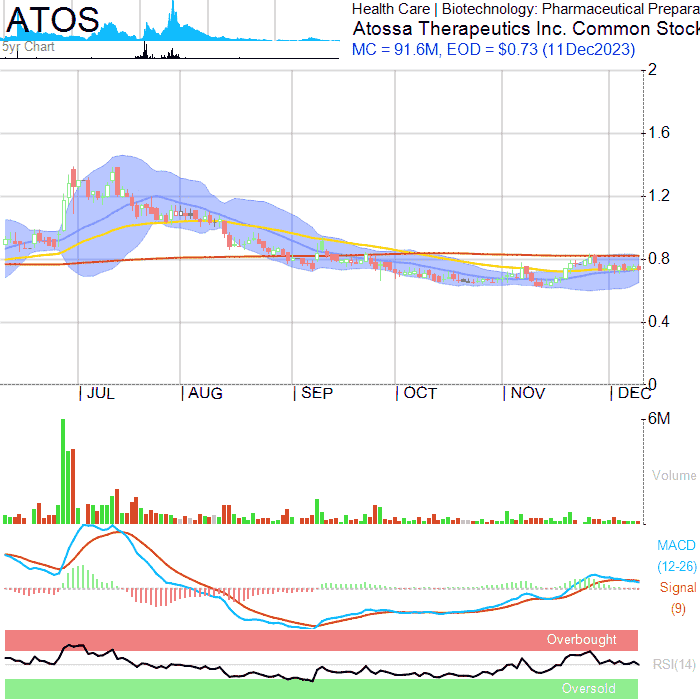 ATOS
5yr Chart
Health Care | Biotechnology: Pharmaceutical Prepara
Atossa Therapeutics Inc. Common Stock
MC = 91.6M, EOD = $0.73 (11Dec2023)
2
1.6
1.2
0.8
0.4
0
JUL AUG SEP OCT NOV DEC
6M
Volume
MACD
(12-26)
Signal
(9)
Overbought
RSI(14)
Oversold